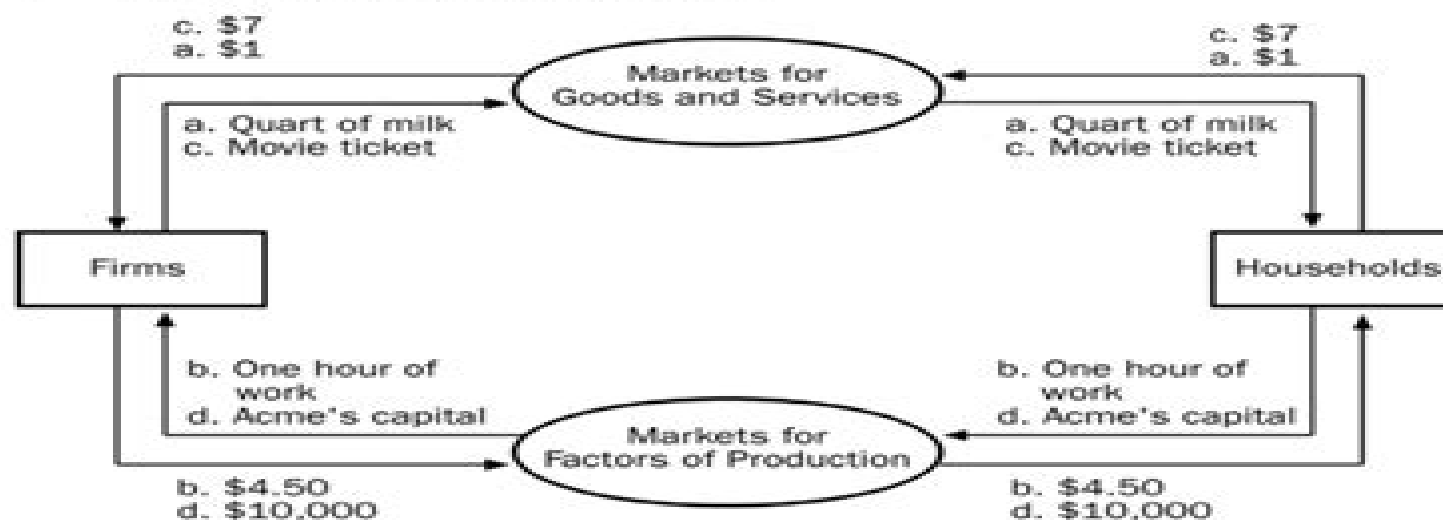 c. $7
a. $1
c. $7
a. $1
Markets for
Goods and Services
a. Quart of milk
c. Movie ticket
a. Quart of milk
c. Movie ticket
Firms
Households
b. One hour of
work
d. Acme's capital
b. One hour of
work
d. Acme's capital
Markets for
Factors of Production
b. $4.50
d. $10,000
b. $4.50
d. $10,000